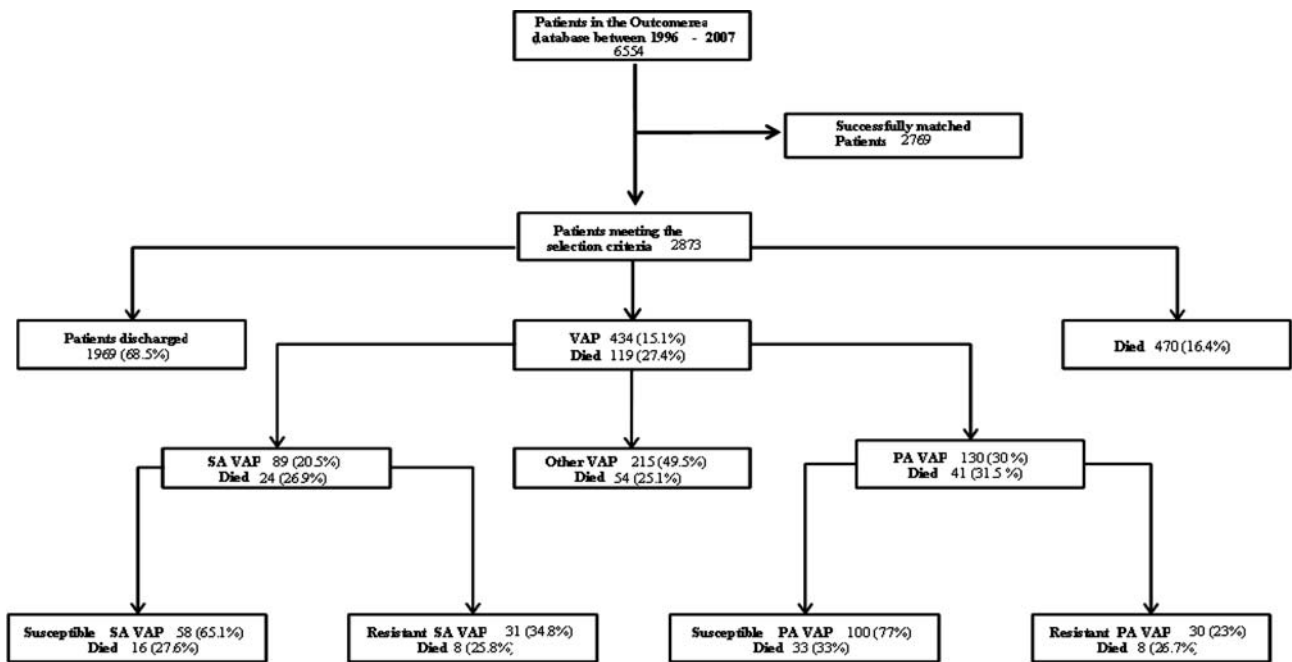 Patients in the Outcomerea
database between 1996 - 2007
6554
Successfully matched
Patients 2769
Patients meeting the
selection criteria 2873
Patients discharged
1969 (68.5%)
VAP 434 (15.1%)
Died 119 (27.4%)
Died 470 (16.4%)
SA VAP 89 (20.5%)
Died 24 (26.9%)
Other VAP 215 (49.5%)
Died 54 (25.1%)
PA VAP 130 (30%)
Died 41 (31.5 %)
Susceptible SA VAP 58 (65.1%)
Died 16 (27.6%)
Resistant SA VAP 31 (34.8%)
Died 8 (25.8%)
Susceptible PA VAP 100 (77%)
Died 33 (33%)
Resistant PA VAP 30 (23%)
Died 8 (26.7%)